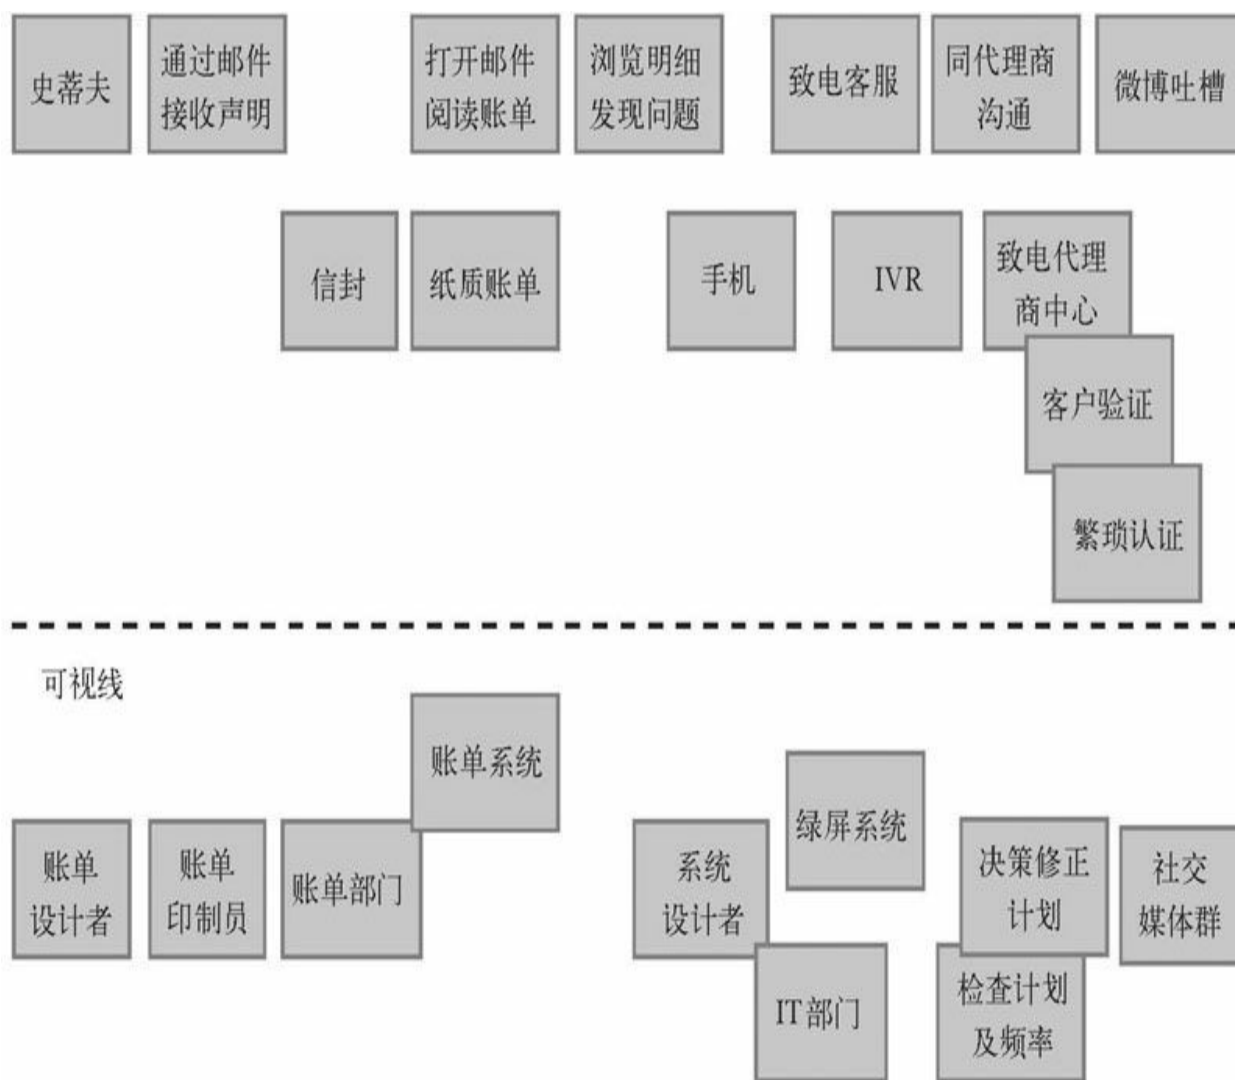 史蒂夫
通过邮件
接收声明
打开邮件
阅读账单
浏览明细
发现问题
致电客服
同代理商
沟通
微博吐槽
信封
纸质账单
手机
IVR
致电代理
商中心
客户验证
繁琐认证
可视线
账单系统
绿屏系统
账单
设计者
账单
印制员
账单部门
系统
设计者
决策修正
计划
社交
媒体群
IT部门
检查计划
及频率